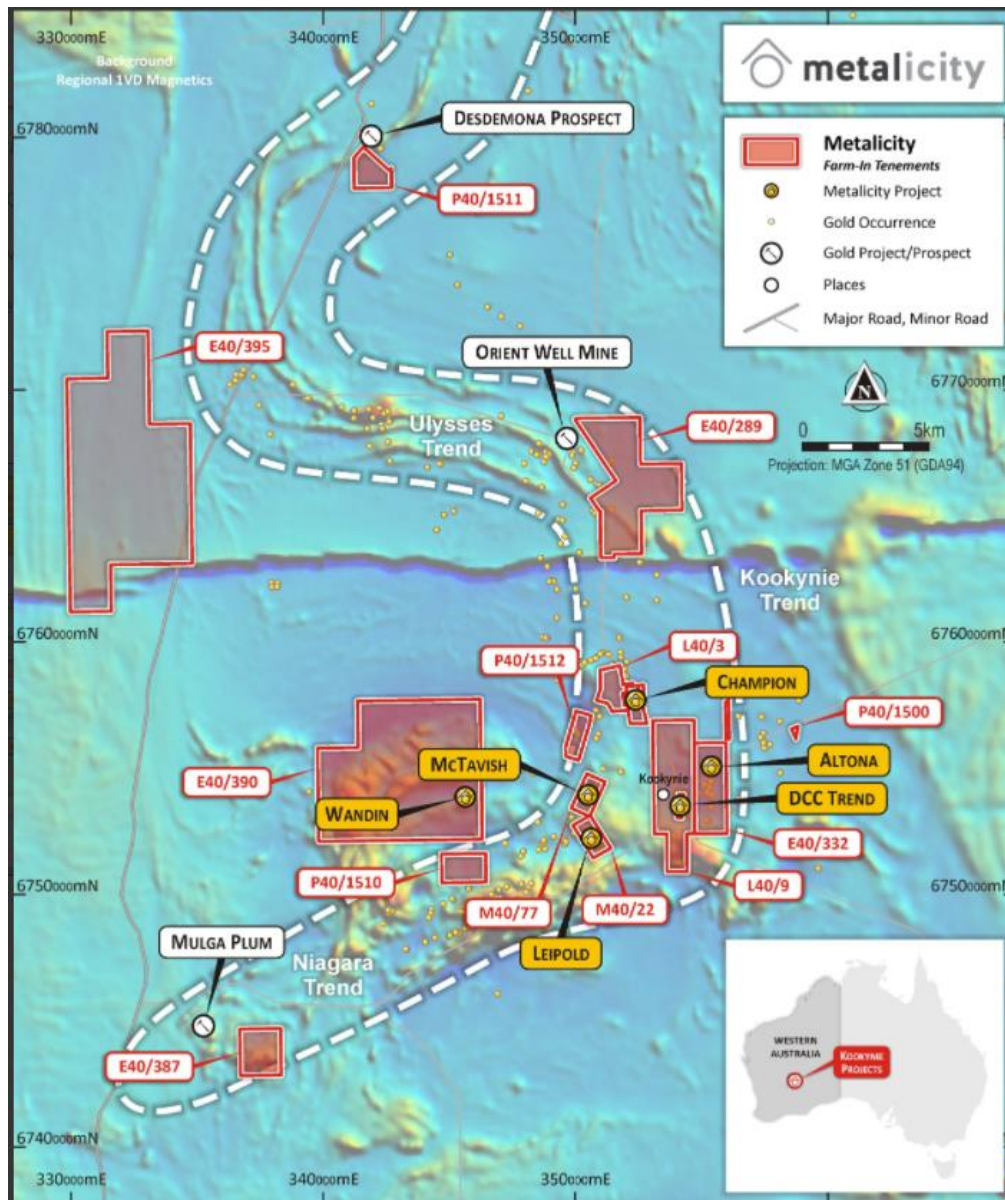 330000mE
340000mE
350000mE
Background
Regional 1VD Magnetics
metalicity
6780000mN
DESDEMONA PROSPECT
P40/1511
Metalicity
Farm-In Tenements
Metalicity Project
Gold Occurrence
Gold Project/Prospect
Places
Major Road, Minor Road
E40/395
ORIENT WELL MINE
6770000mN
N
Ulysses
Trend
E40/289
0
5km
Projection: MGA Zone 51 (GDA94)
Kookynie
Trend
6760000mN
6760000mN
P40/1512
L40/3
CHAMPION
P40/1500
E40/390
MCTAVISH
Kookynie
ALTONA
WANDIN
DCC TREND
E40/332
P40/1510
L40/9
6750000mN
6750000mN
M40/77
M40/22
LEIPOLD
MULGA PLUM
Niagara
Trend
E40/387
WESTERN
AUSTRALIA
KOOKYNIE
PROJECTS
6740000mN
330000mE
340000mE
350000mE